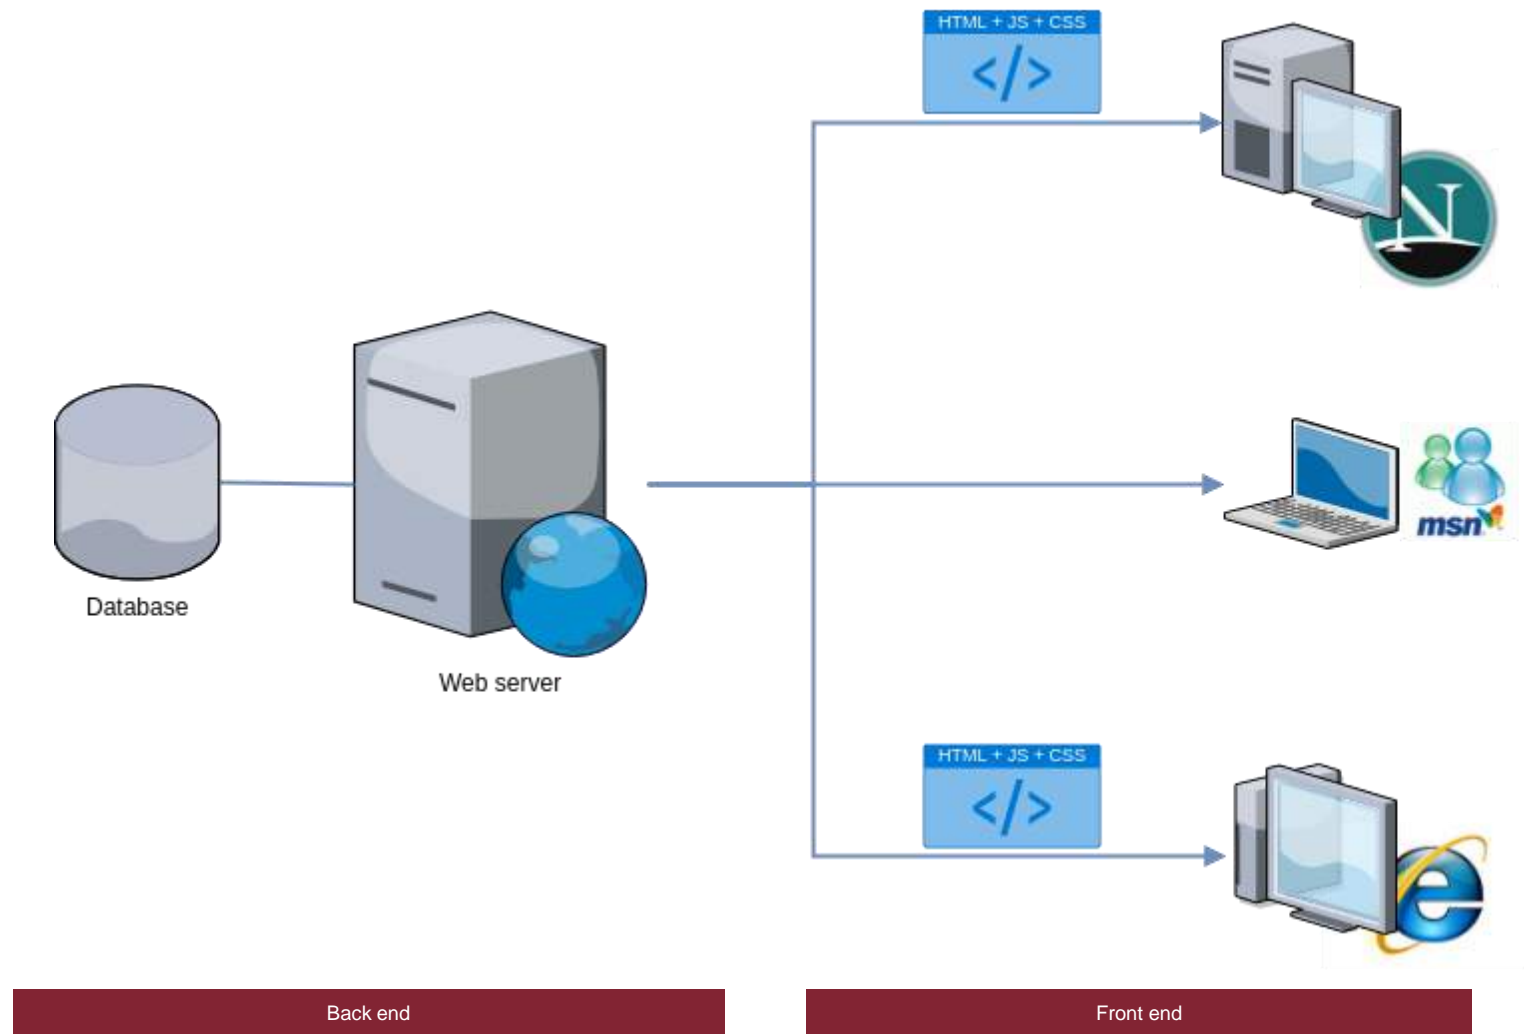 HTML + JS + CSS
</>
N
Database
Web server
msn
HTML + JS + CSS
</>
e
Back end
Front end